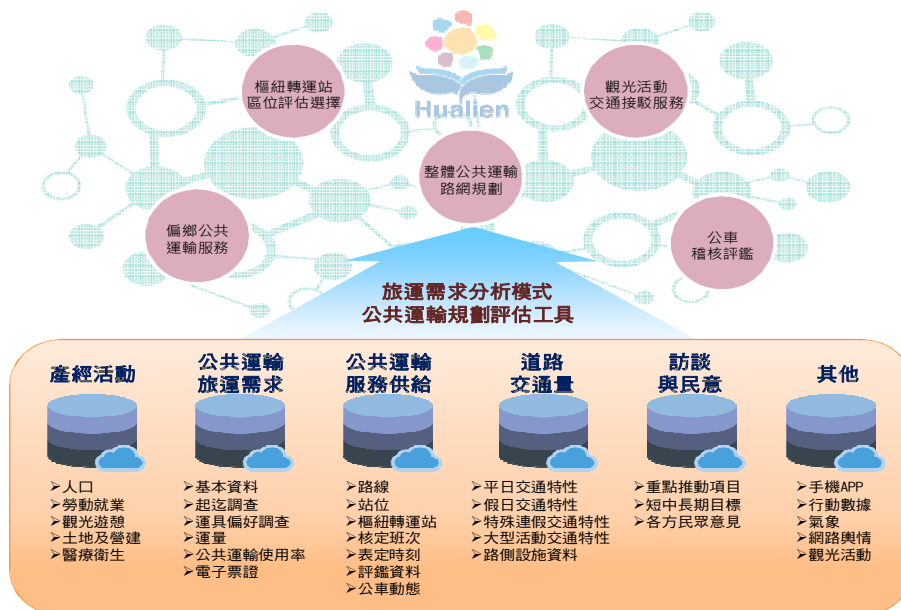 樞紐轉運站
區位評估選擇
Hualien
觀光活動
交通接駁服務
整體公共運輸
路網規劃
偏鄉公共
運輸服務
公車
稽核評鑑
旅運需求分析模式
公共運輸規劃評估工具
產經活動
公共運輸
旅運需求
公共運輸
服務供給
道路
交通量
訪談
與民意
其他
➢人口
➢勞動就業
➢觀光遊憩
➢土地及營建
➢醫療衛生
➢基本資料
➢起迄調查
➢運具偏好調查
➢運量
➢公共運輸使用率
➢電子票證
➢路線
➢站位
➢樞紐轉運站
➢核定班次
➢表定時刻
➢評鑑資料
➢公車動態
➢平日交通特性
➢假日交通特性
➢特殊連假交通特性
➢大型活動交通特性
➢路側設施資料
➢重點推動項目
➢短中長期目標
➢各方民眾意見
➢手機APP
➢行動數據
➢氣象
➢網路輿情
➢觀光活動